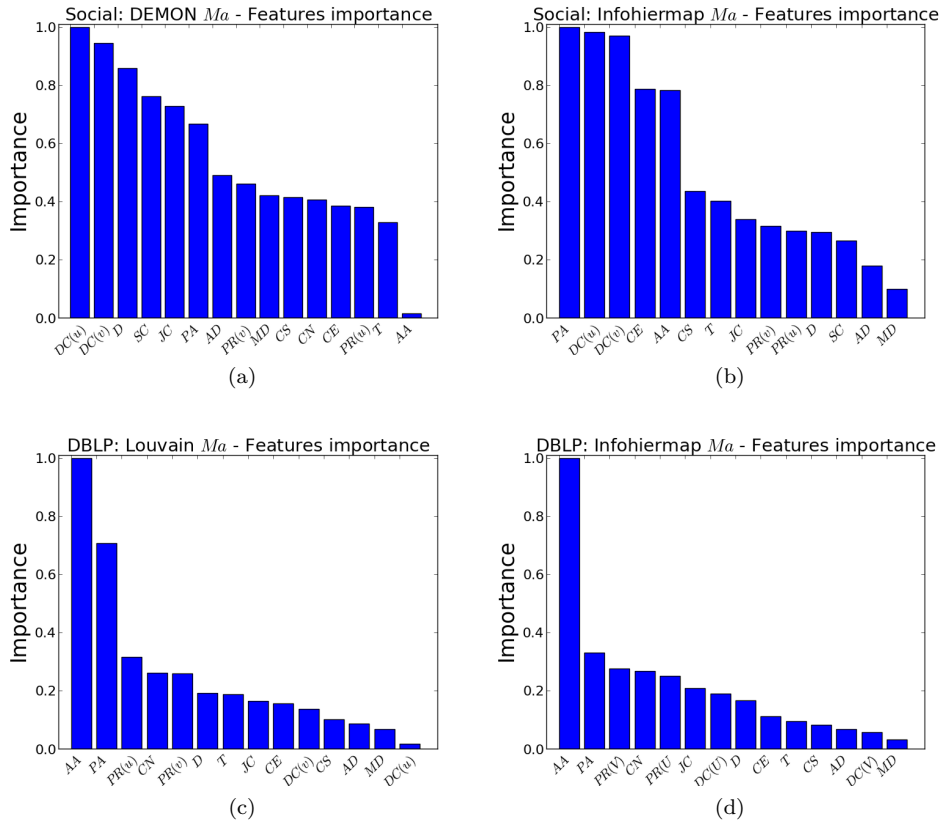 Social: DEMON Ma - Features importance
Importance
1.0
0.8
0.6
0.4
0.2
0.0
DC(u) DC(v) D SC JC PA AD PR(v) MD CS CN CE PR(u) T AA
(a)
Social: Infohiermap Ma - Features importance
Importance
1.0
0.8
0.6
0.4
0.2
0.0
PA DC(u) DC(v) CE AA CS T JC PR(v) PR(u) D SC AD MD
(b)
DBLP: Louvain Ma - Features importance
Importance
1.0
0.8
0.6
0.4
0.2
0.0
AA PA PR(u) CN PR(v) D T JC CE DC(v) CS AD MD DC(u)
(c)
DBLP: Infohiermap Ma - Features importance
Importance
1.0
0.8
0.6
0.4
0.2
0.0
AA PA PR(V) CN PR(U JC DC(U) D CE T CS AD DC(V) MD
(d)